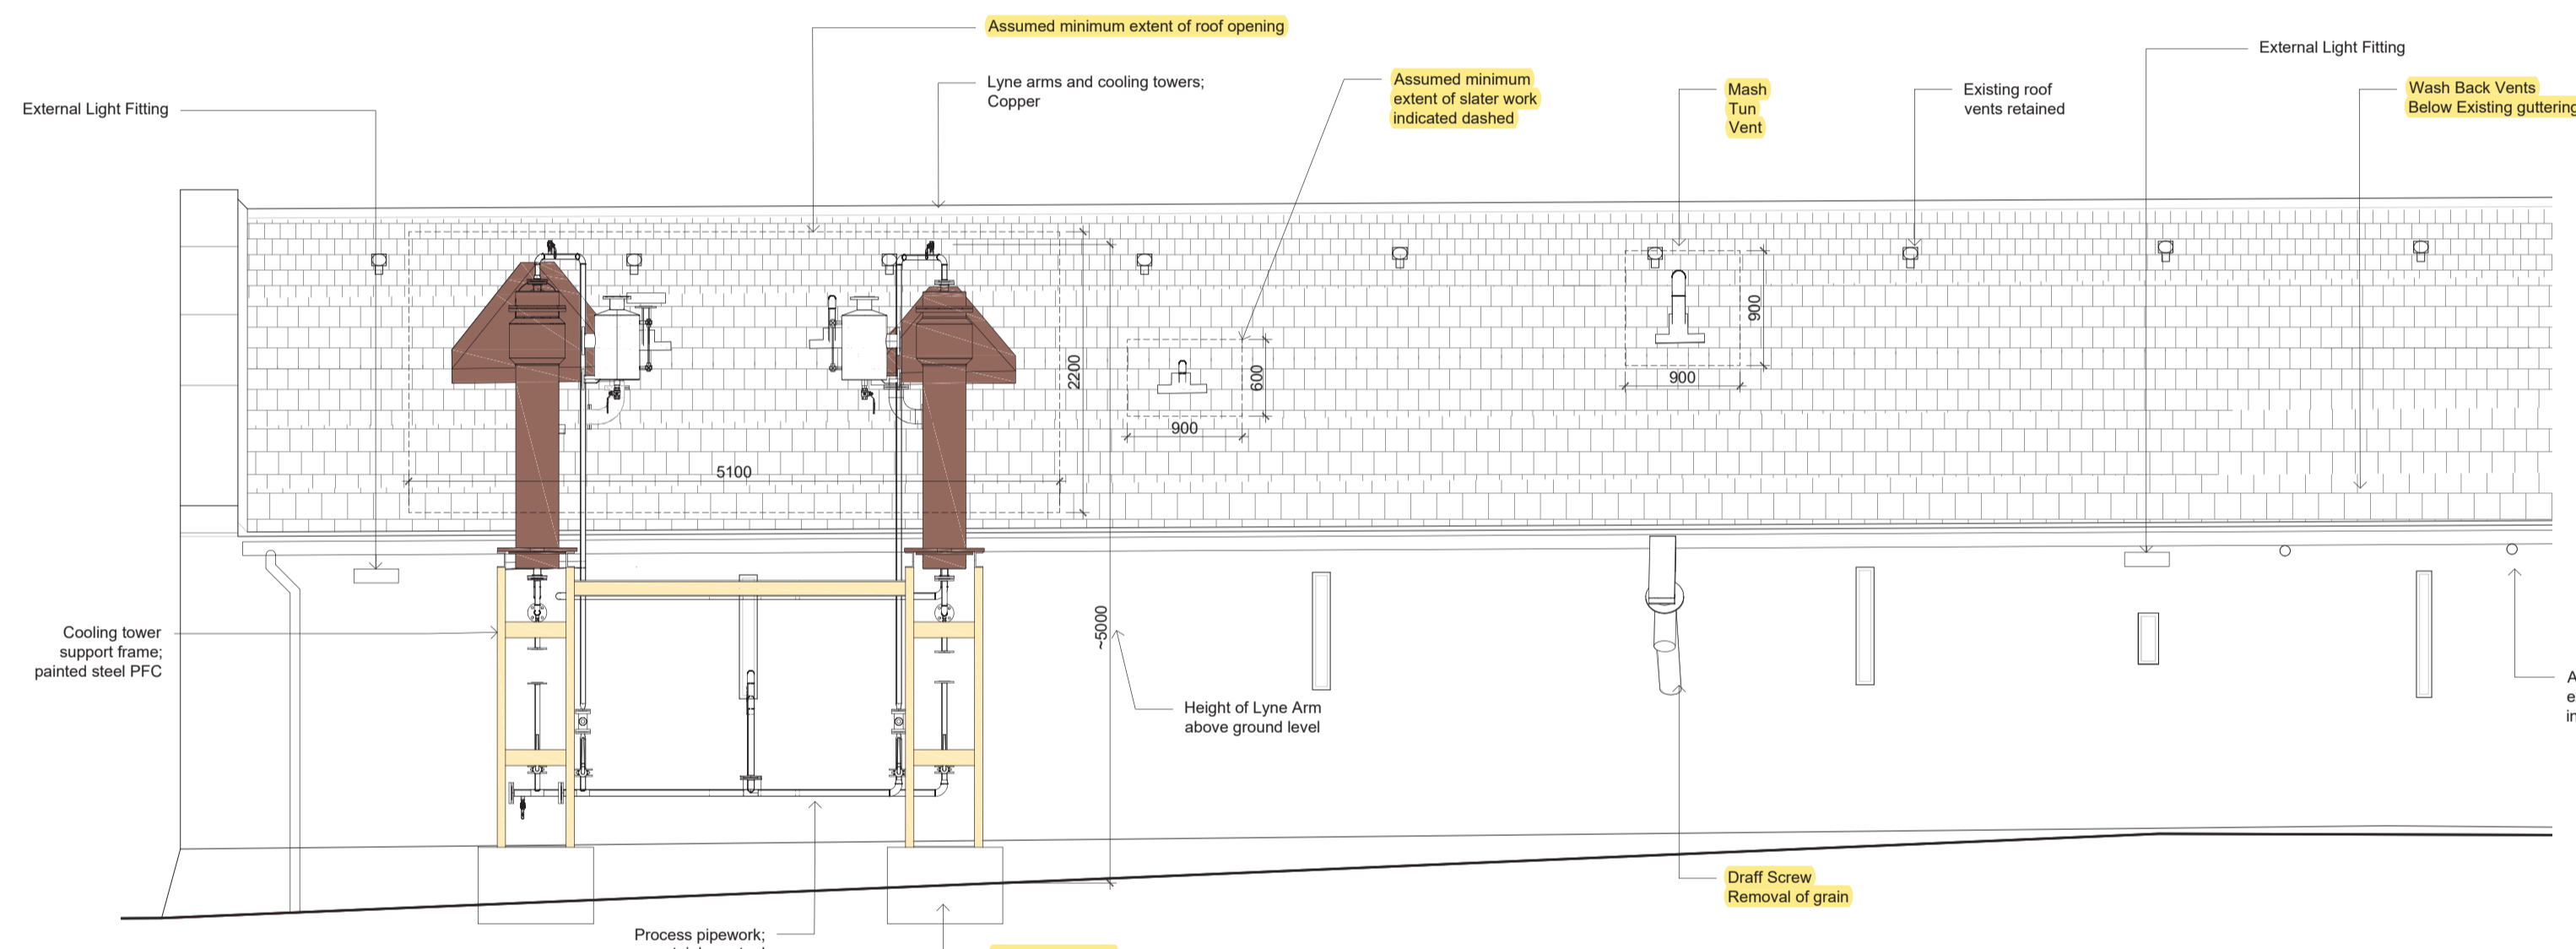 Assumed minimum extent of roof opening
External Light Fitting
Lyne arms and cooling towers;
Copper
Assumed minimum
extent of slater work
indicated dashed
Mash
Tun
Vent
Existing roof
vents retained
External Light Fitting
Wash Back Vents
Below Existing guttering
2200
5100
900
600
900
900
~5000
Cooling tower
support frame;
painted steel PFC
Height of Lyne Arm
above ground level
A
e
in
Draff Screw
Removal of grain
Process pipework;